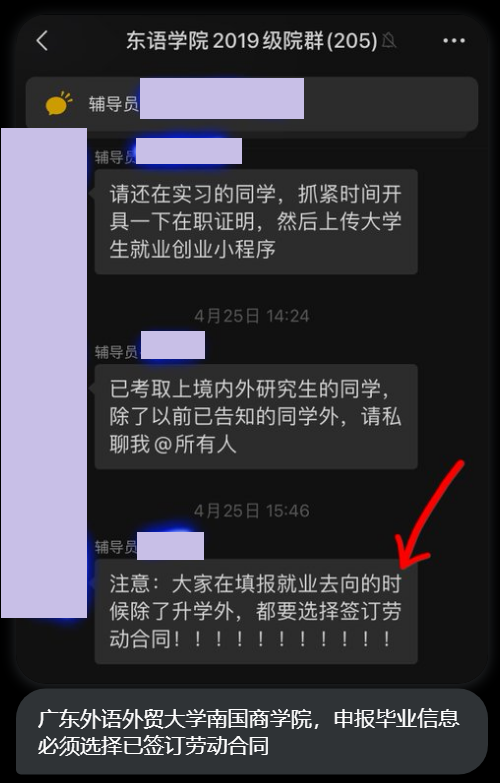 东语学院2019级院群(205)
辅导员
辅导员
请还在实习的同学，抓紧时间开
具一下在职证明，然后上传大学
生就业创业小程序
4月25日 14:24
辅导员
已考取上境内外研究生的同学，
除了以前已告知的同学外，请私
聊我@所有人
4月25日 15:46
辅导员
注意：大家在填报就业去向的时
候除了升学外，都要选择签订劳
动合同！！！！！！！！！！！
广东外语外贸大学南国商学院，申报毕业信息
必须选择已签订劳动合同